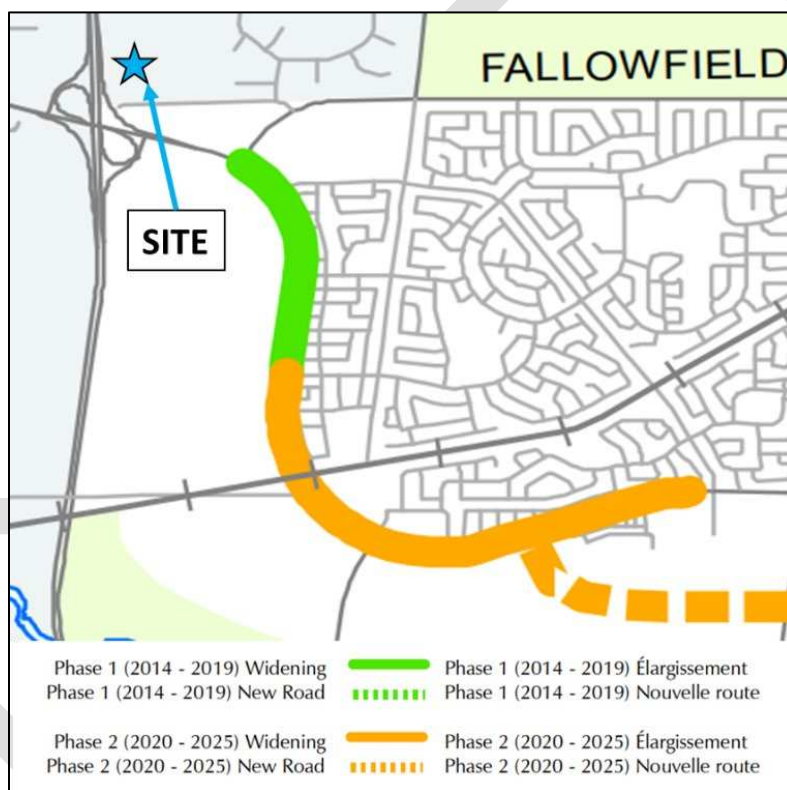 FALLOWFIELD
SITE
Phase 1 (2014 - 2019) Widening Phase 1 (2014 - 2019) Élargissement
Phase 1 (2014 - 2019) New Road Phase 1 (2014 - 2019) Nouvelle route
Phase 2 (2020 - 2025) Widening Phase 2 (2020 - 2025) Élargissement
Phase 2 (2020 - 2025) New Road Phase 2 (2020 - 2025) Nouvelle route